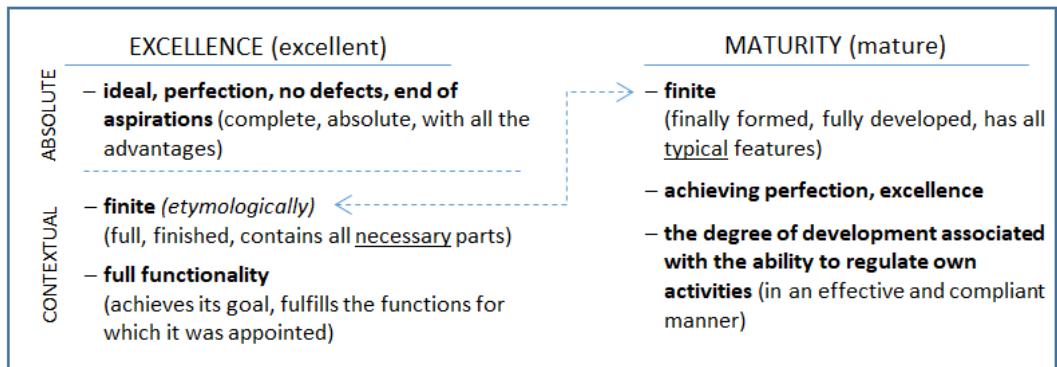 EXCELLENCE (excellent)
ABSOLUTE
– ideal, perfection, no defects, end of
aspirations (complete, absolute, with all the
advantages)
CONTEXTUAL
– finite (etymologically)
(full, finished, contains all necessary parts)
– full functionality
(achieves its goal, fulfills the functions for
which it was appointed)
MATURITY (mature)
– finite
(finally formed, fully developed, has all
typical features)
– achieving perfection, excellence
– the degree of development associated
with the ability to regulate own
activities (in an effective and compliant
manner)